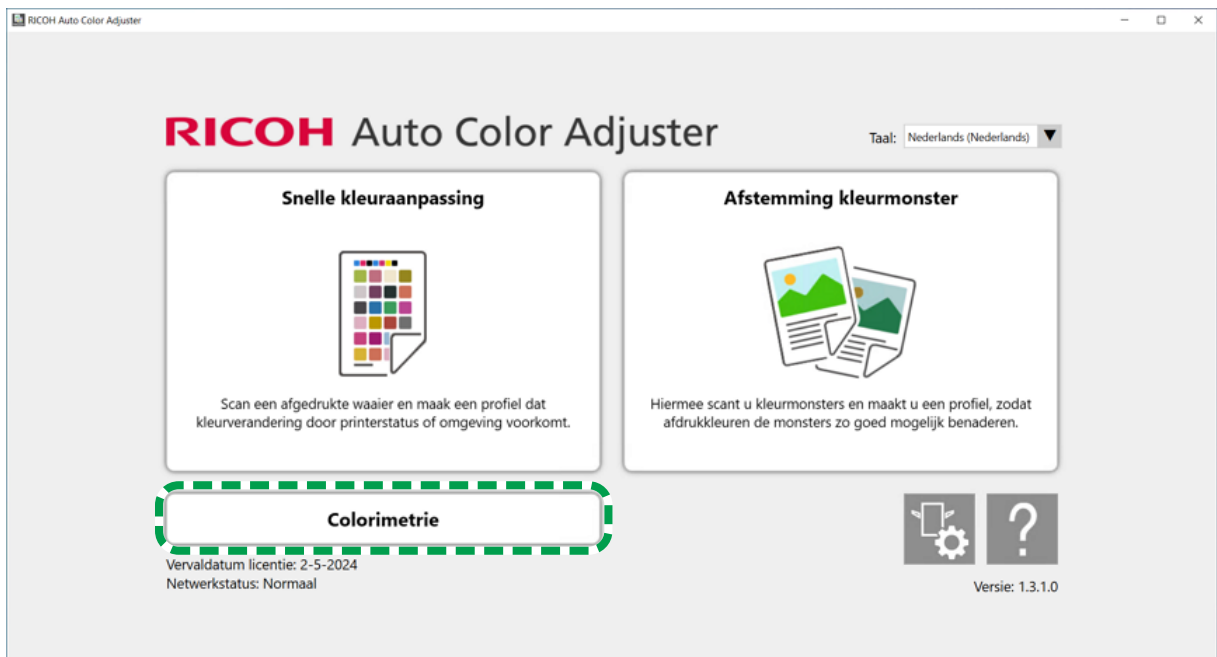 RICOH Auto Color Adjuster
RICOH Auto Color Adjuster
Taal: Nederlands (Nederlands)
Snelle kleuraanpassing
Scan een afgedrukte waaier en maak een profiel dat
kleurverandering door printerstatus of omgeving voorkomt.
Afstemming kleurmonster
Hiermee scant u kleurmonsters en maakt u een profiel, zodat
afdrukkleuren de monsters zo goed mogelijk benaderen.
Colorimetrie
Vervaldatum licentie: 2-5-2024
Netwerkstatus: Normaal
?
Versie: 1.3.1.0